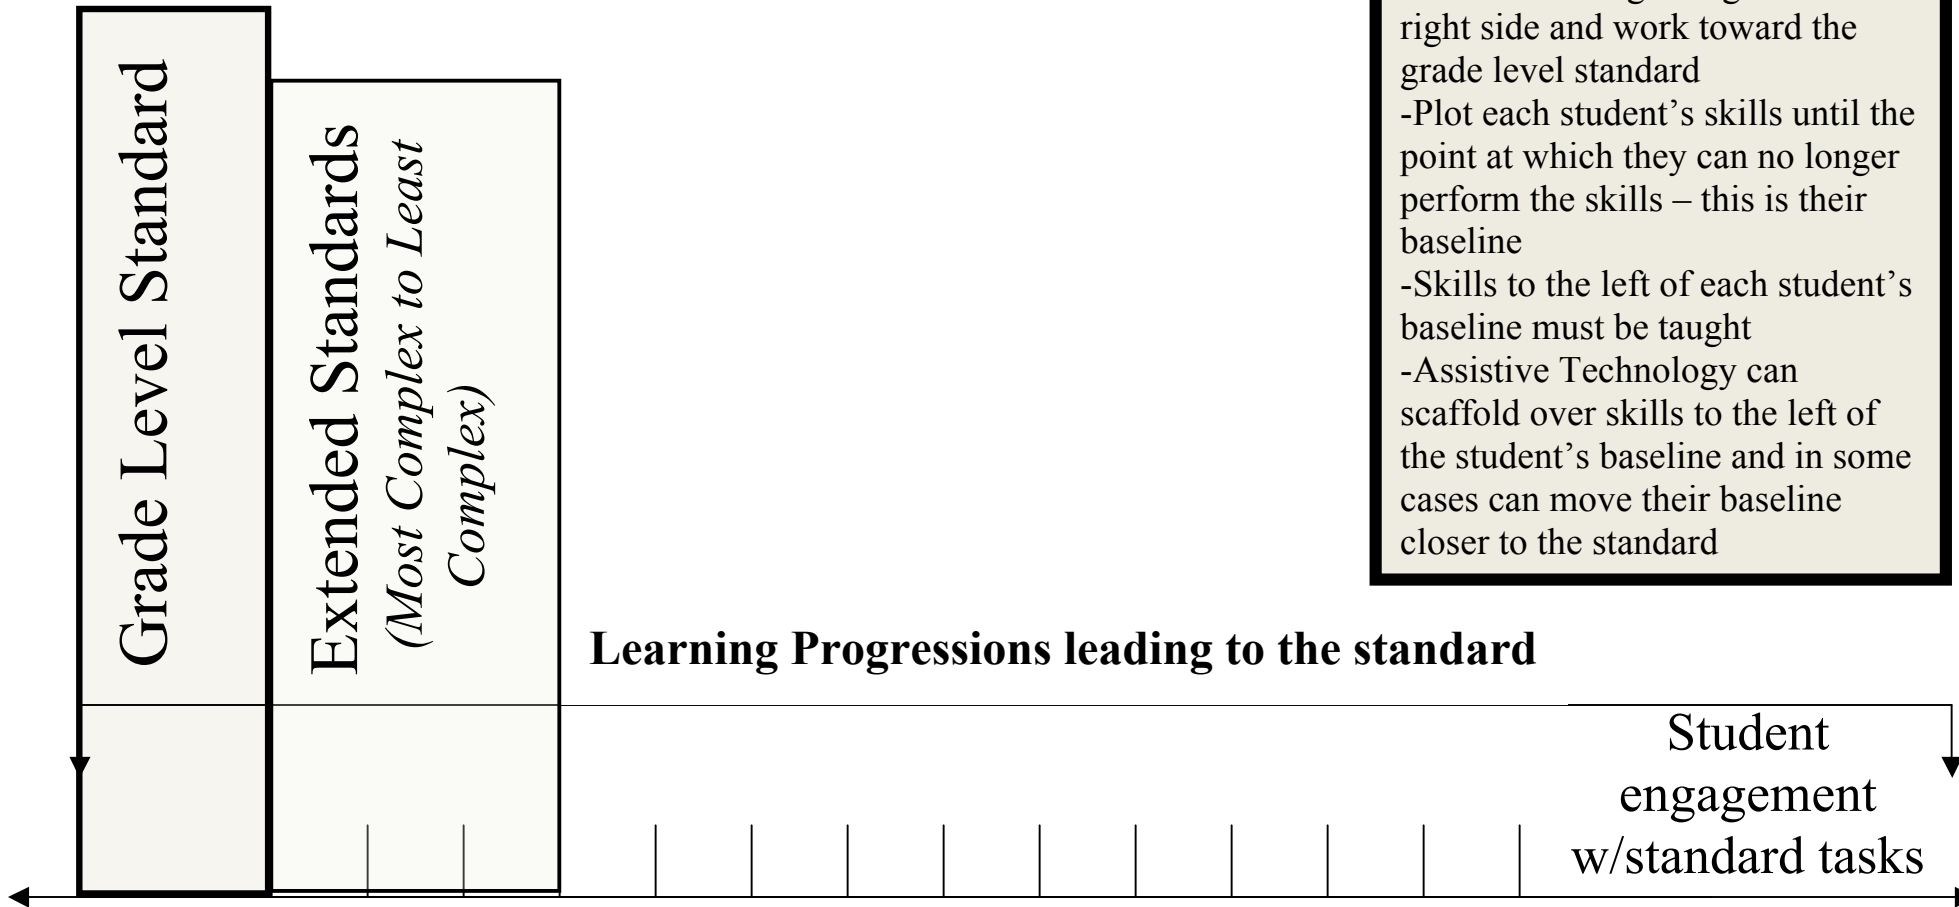 Grade Level Standard
Extended Standards
(Most Complex to Least
Complex)
right side and work toward the
grade level standard
-Plot each student’s skills until the
point at which they can no longer
perform the skills – this is their
baseline
-Skills to the left of each student’s
baseline must be taught
-Assistive Technology can
scaffold over skills to the left of
the student’s baseline and in some
cases can move their baseline
closer to the standard
Learning Progressions leading to the standard
Student
engagement
w/standard tasks